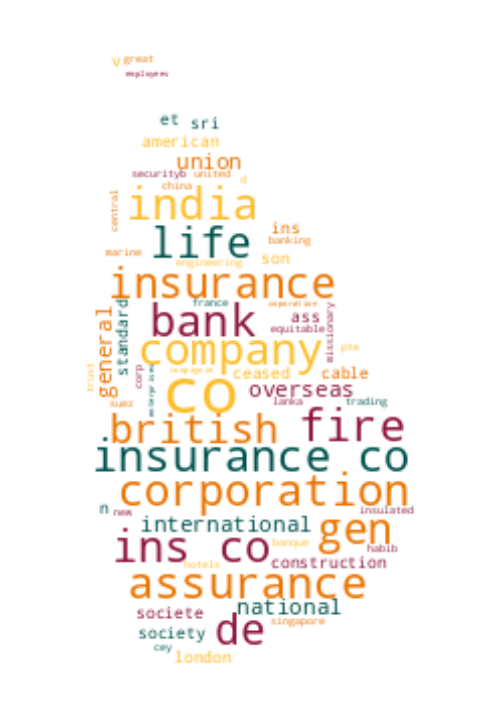 v great
employees
et sri
american
union
securityb united
china d
india
central
life ins
banking
marine engineering son
insurance
france corporation
general standard bank ass
equitable missionary
company pte
trust corp enterprises compagnie ceased cable
co overseas
suez lanka trading
british fire
insurance co
corporation
n new insulated
international gen
ins co banque habib
hotels construction
assurance
societe national
society de singapore
cey london